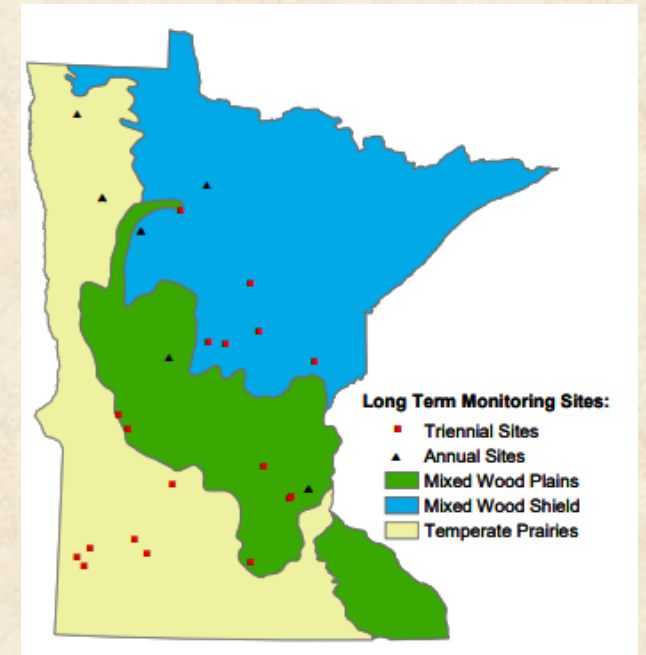 Long Term Monitoring Sites:
Triennial Sites
Annual Sites
Mixed Wood Plains
Mixed Wood Shield
Temperate Prairies